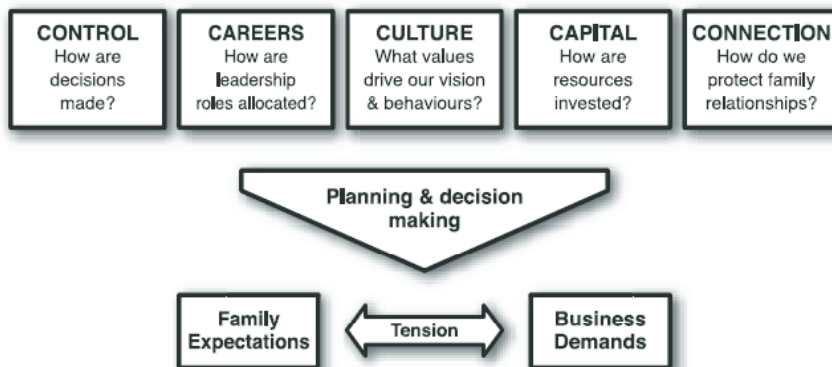 CONTROL
How are
decisions
made?
CAREERS
How are
leadership
roles allocated?
CULTURE
What values
drive our vision
& behaviours?
CAPITAL
How are
resources
invested?
CONNECTION
How do we
protect family
relationships?
Planning & decision
making
Family
Expectations
Tension
Business
Demands